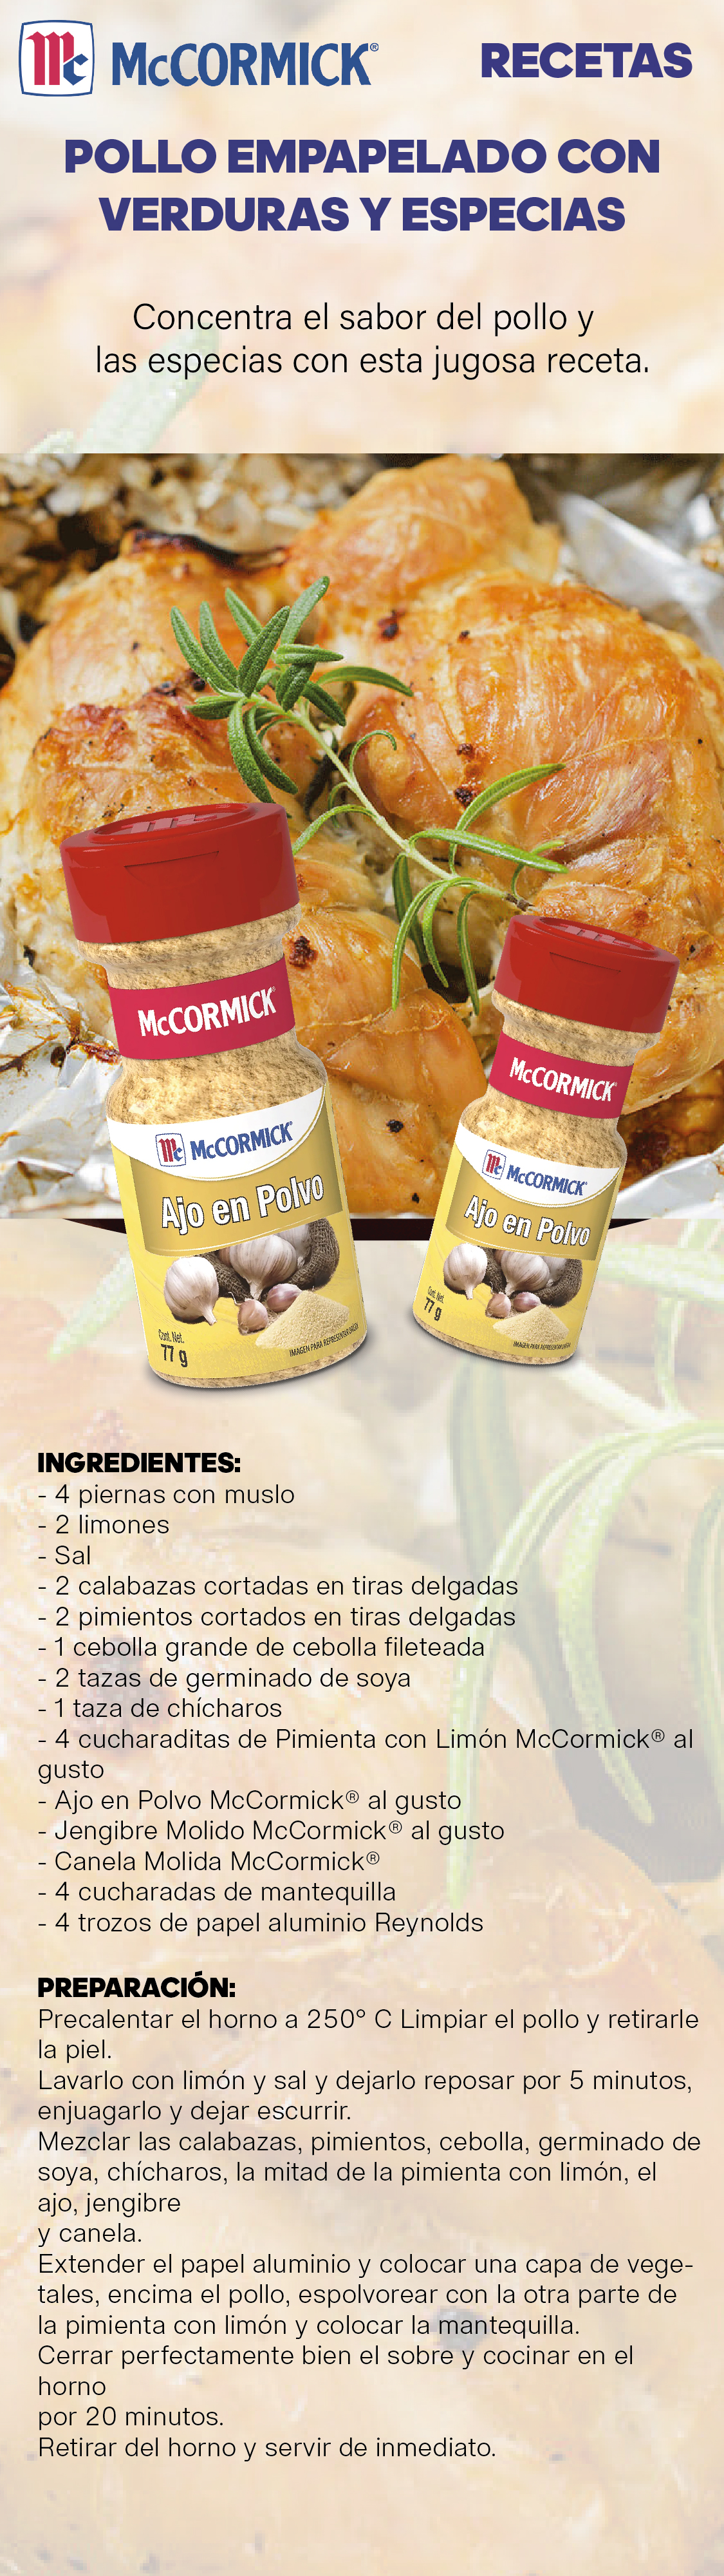 Mc McCORMICK®
RECETAS
POLLO EMPAPELADO CON
VERDURAS Y ESPECIAS
Concentra el sabor del pollo y
las especias con esta jugosa receta.
McCORMICK®
Mc McCORMICK®
Ajo en Polvo
Cont. Net.
77 g
IMAGEN PARA REPRESENTAR
McCORMICK®
Mc McCORMICK®
Ajo en Polvo
Cont. Net.
77 g
IMAGEN PARA REPRESENTAR
INGREDIENTES:
- 4 piernas con muslo
- 2 limones
- Sal
- 2 calabazas cortadas en tiras delgadas
- 2 pimientos cortados en tiras delgadas
- 1 cebolla grande de cebolla fileteada
- 2 tazas de germinado de soya
- 1 taza de chícharos
- 4 cucharaditas de Pimienta con Limón McCormick® al
gusto
- Ajo en Polvo McCormick® al gusto
- Jengibre Molido McCormick® al gusto
- Canela Molida McCormick®
- 4 cucharadas de mantequilla
- 4 trozos de papel aluminio Reynolds
PREPARACIÓN:
Precalentar el horno a 250° C Limpiar el pollo y retirarle
la piel.
Lavarlo con limón y sal y dejarlo reposar por 5 minutos,
enjuagarlo y dejar escurrir.
Mezclar las calabazas, pimientos, cebolla, germinado de
soya, chícharos, la mitad de la pimienta con limón, el
ajo, jengibre
y canela.
Extender el papel aluminio y colocar una capa de vege-
tales, encima el pollo, espolvorear con la otra parte de
la pimienta con limón y colocar la mantequilla.
Cerrar perfectamente bien el sobre y cocinar en el
horno
por 20 minutos.
Retirar del horno y servir de inmediato.